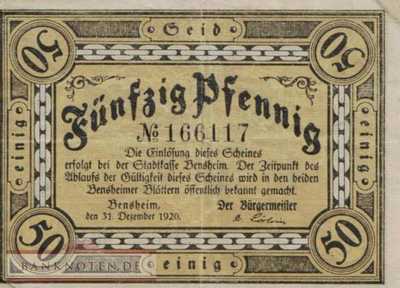 50 Seid 50
Fünfzig Pfennig
№ 166117
Die Einlösung dieses Scheines
erfolgt bei der Stadtkasse Bensheim. Der Zeitpunkt des
Ablaufs der Gültigkeit dieses Scheines wird in den beiden
Bensheimer Blättern öffentlich bekannt gemacht.
Bensheim, Der Bürgermeister
den 31. Dezember 1920.
einig
einig
50 einig 50
BANKNOTEN.DE